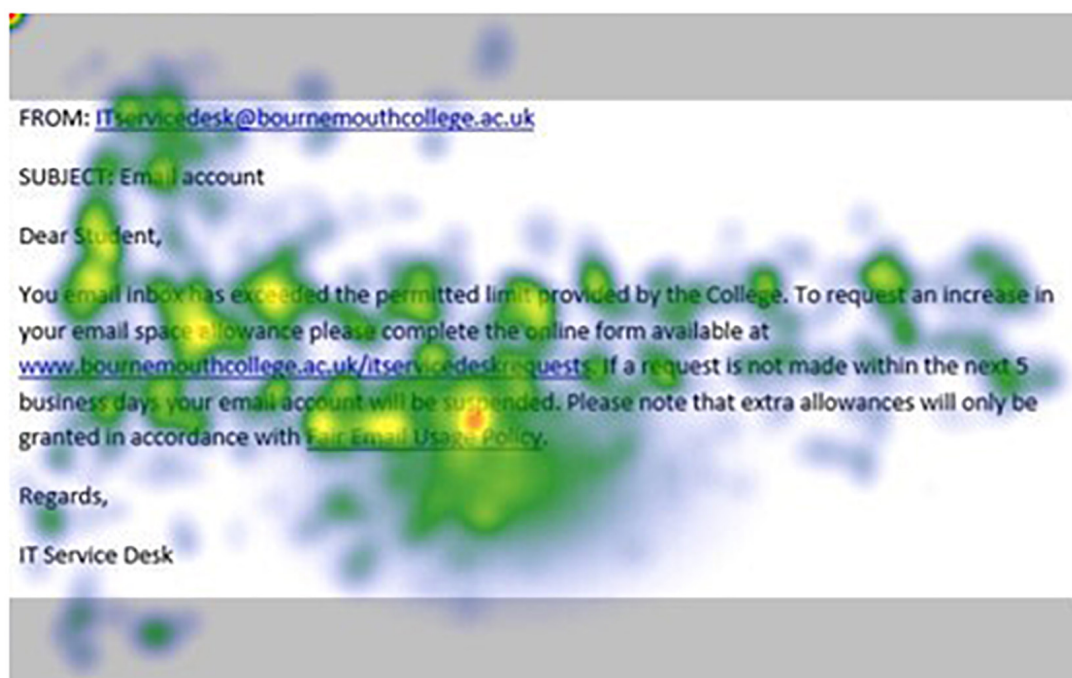 FROM: ITservicedesk@bournemouthcollege.ac.uk
SUBJECT: Email account
Dear Student,
You email inbox has exceeded the permitted limit provided by the College. To request an increase in
your email space allowance please complete the online form available at
www.bournemouthcollege.ac.uk/itservicedeskrequests. If a request is not made within the next 5
business days your email account will be suspended. Please note that extra allowances will only be
granted in accordance with Fair Email Usage Policy.
Regards,
IT Service Desk